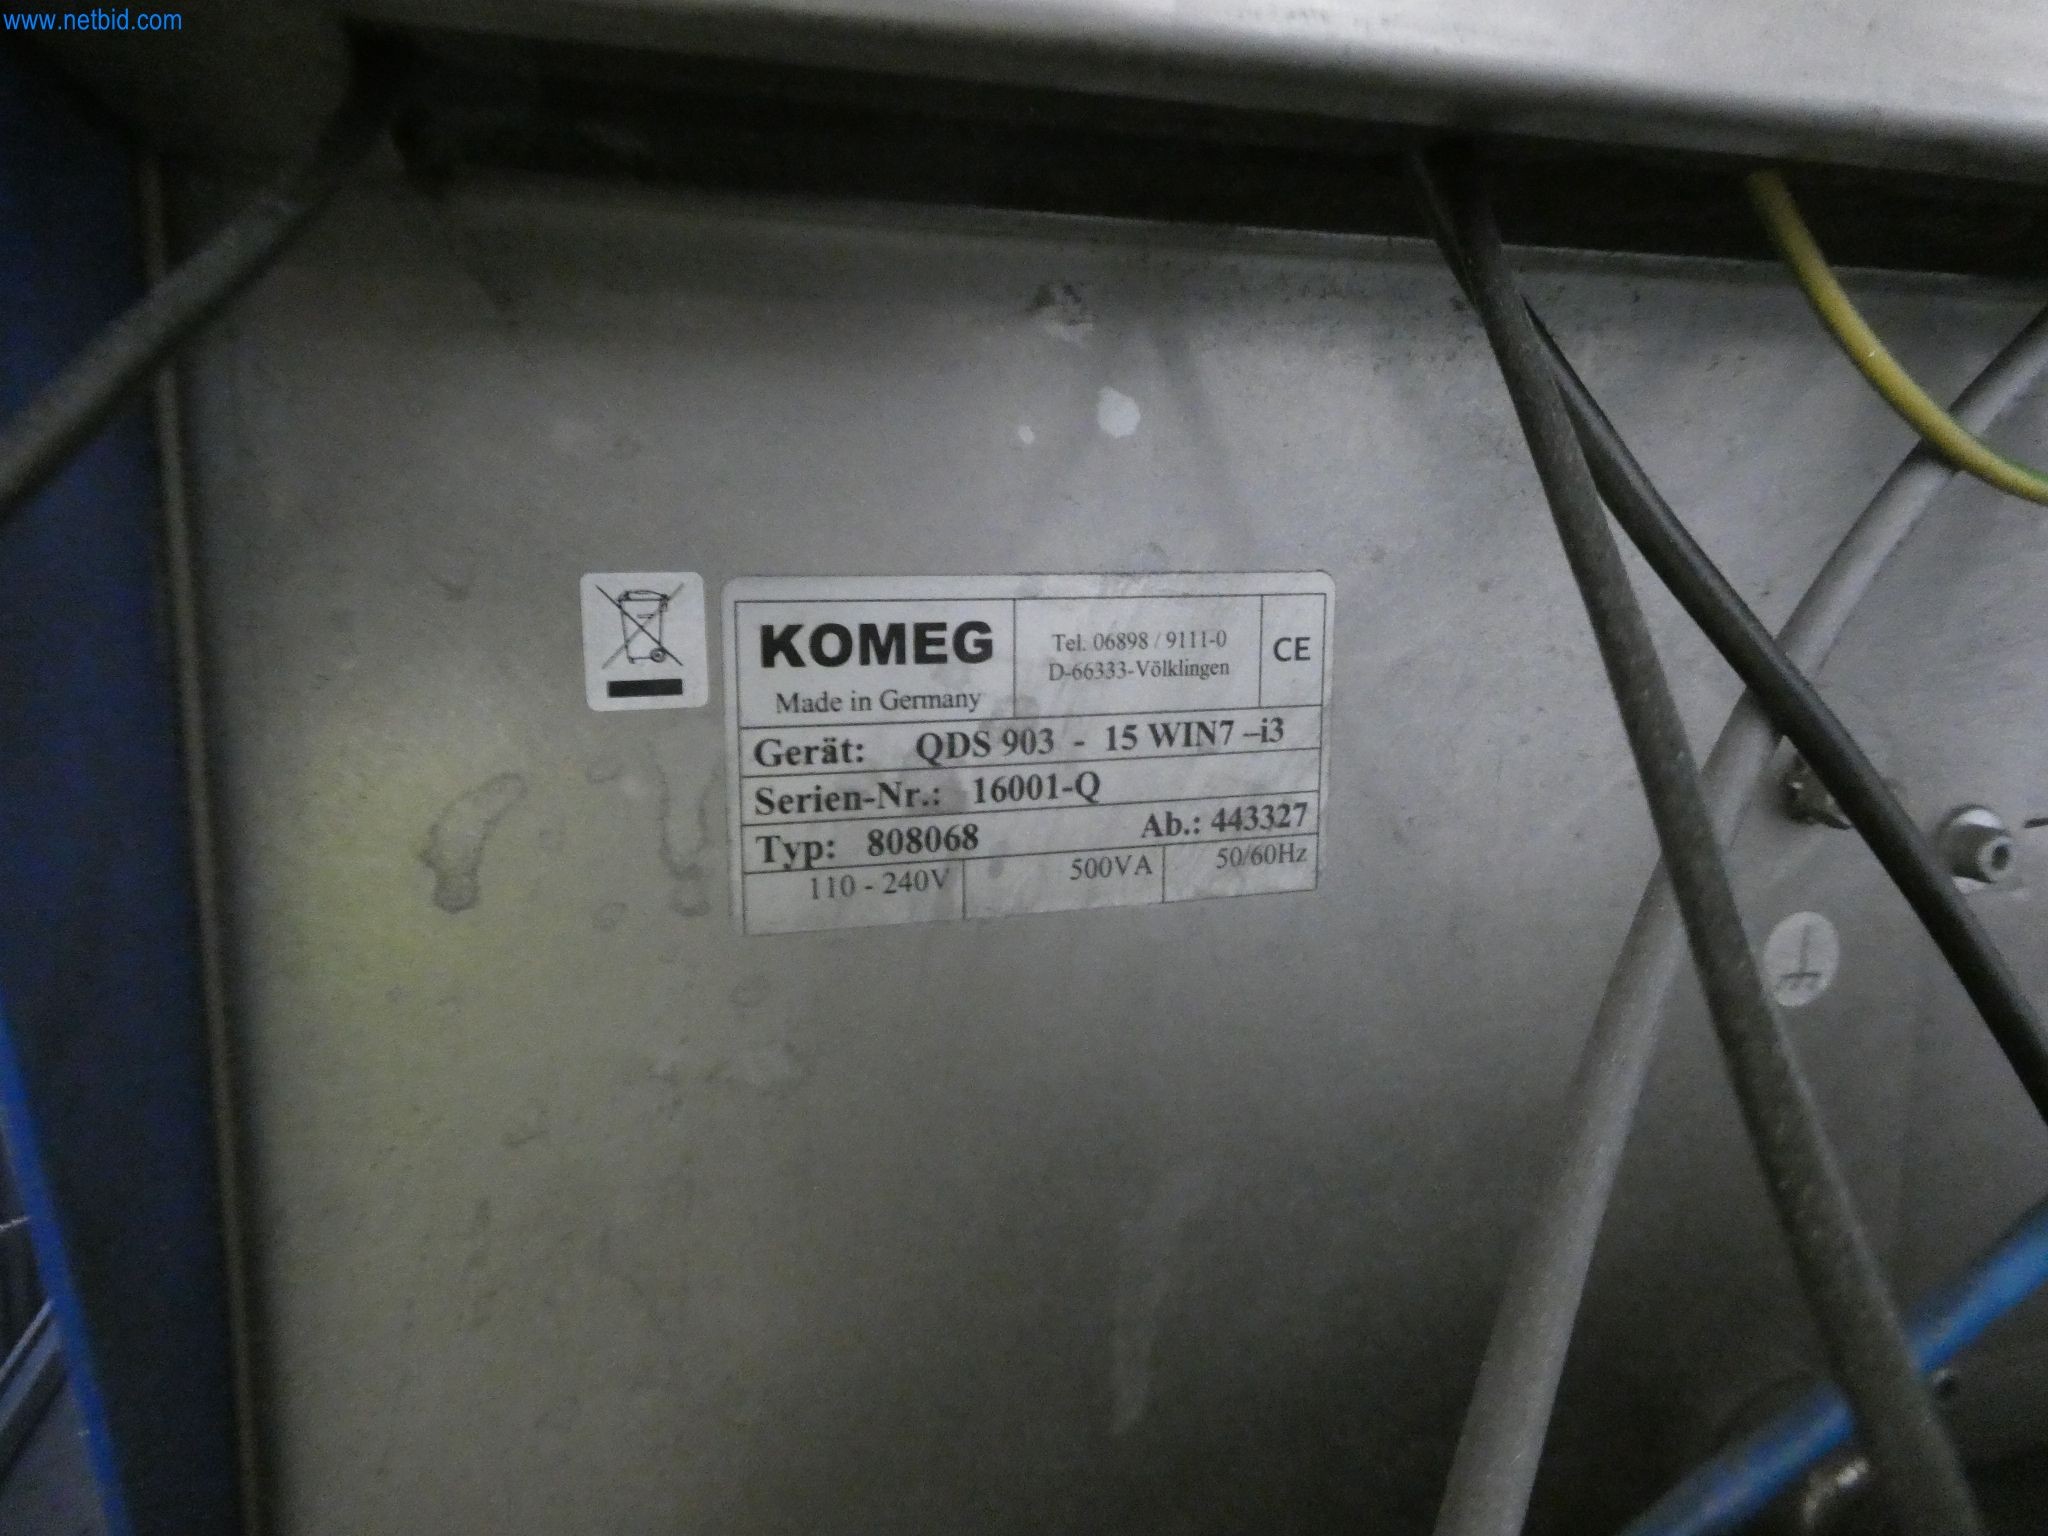 www.netbid.com
KOMEG
Made in Germany
Tel. 06898 / 9111-0
D-66333-Völklingen
CE
Gerät: QDS 903 - 15 WIN7 –i3
Serien-Nr.: 16001-Q
Typ: 808068 Ab.: 443327
110 - 240V 500VA 50/60Hz